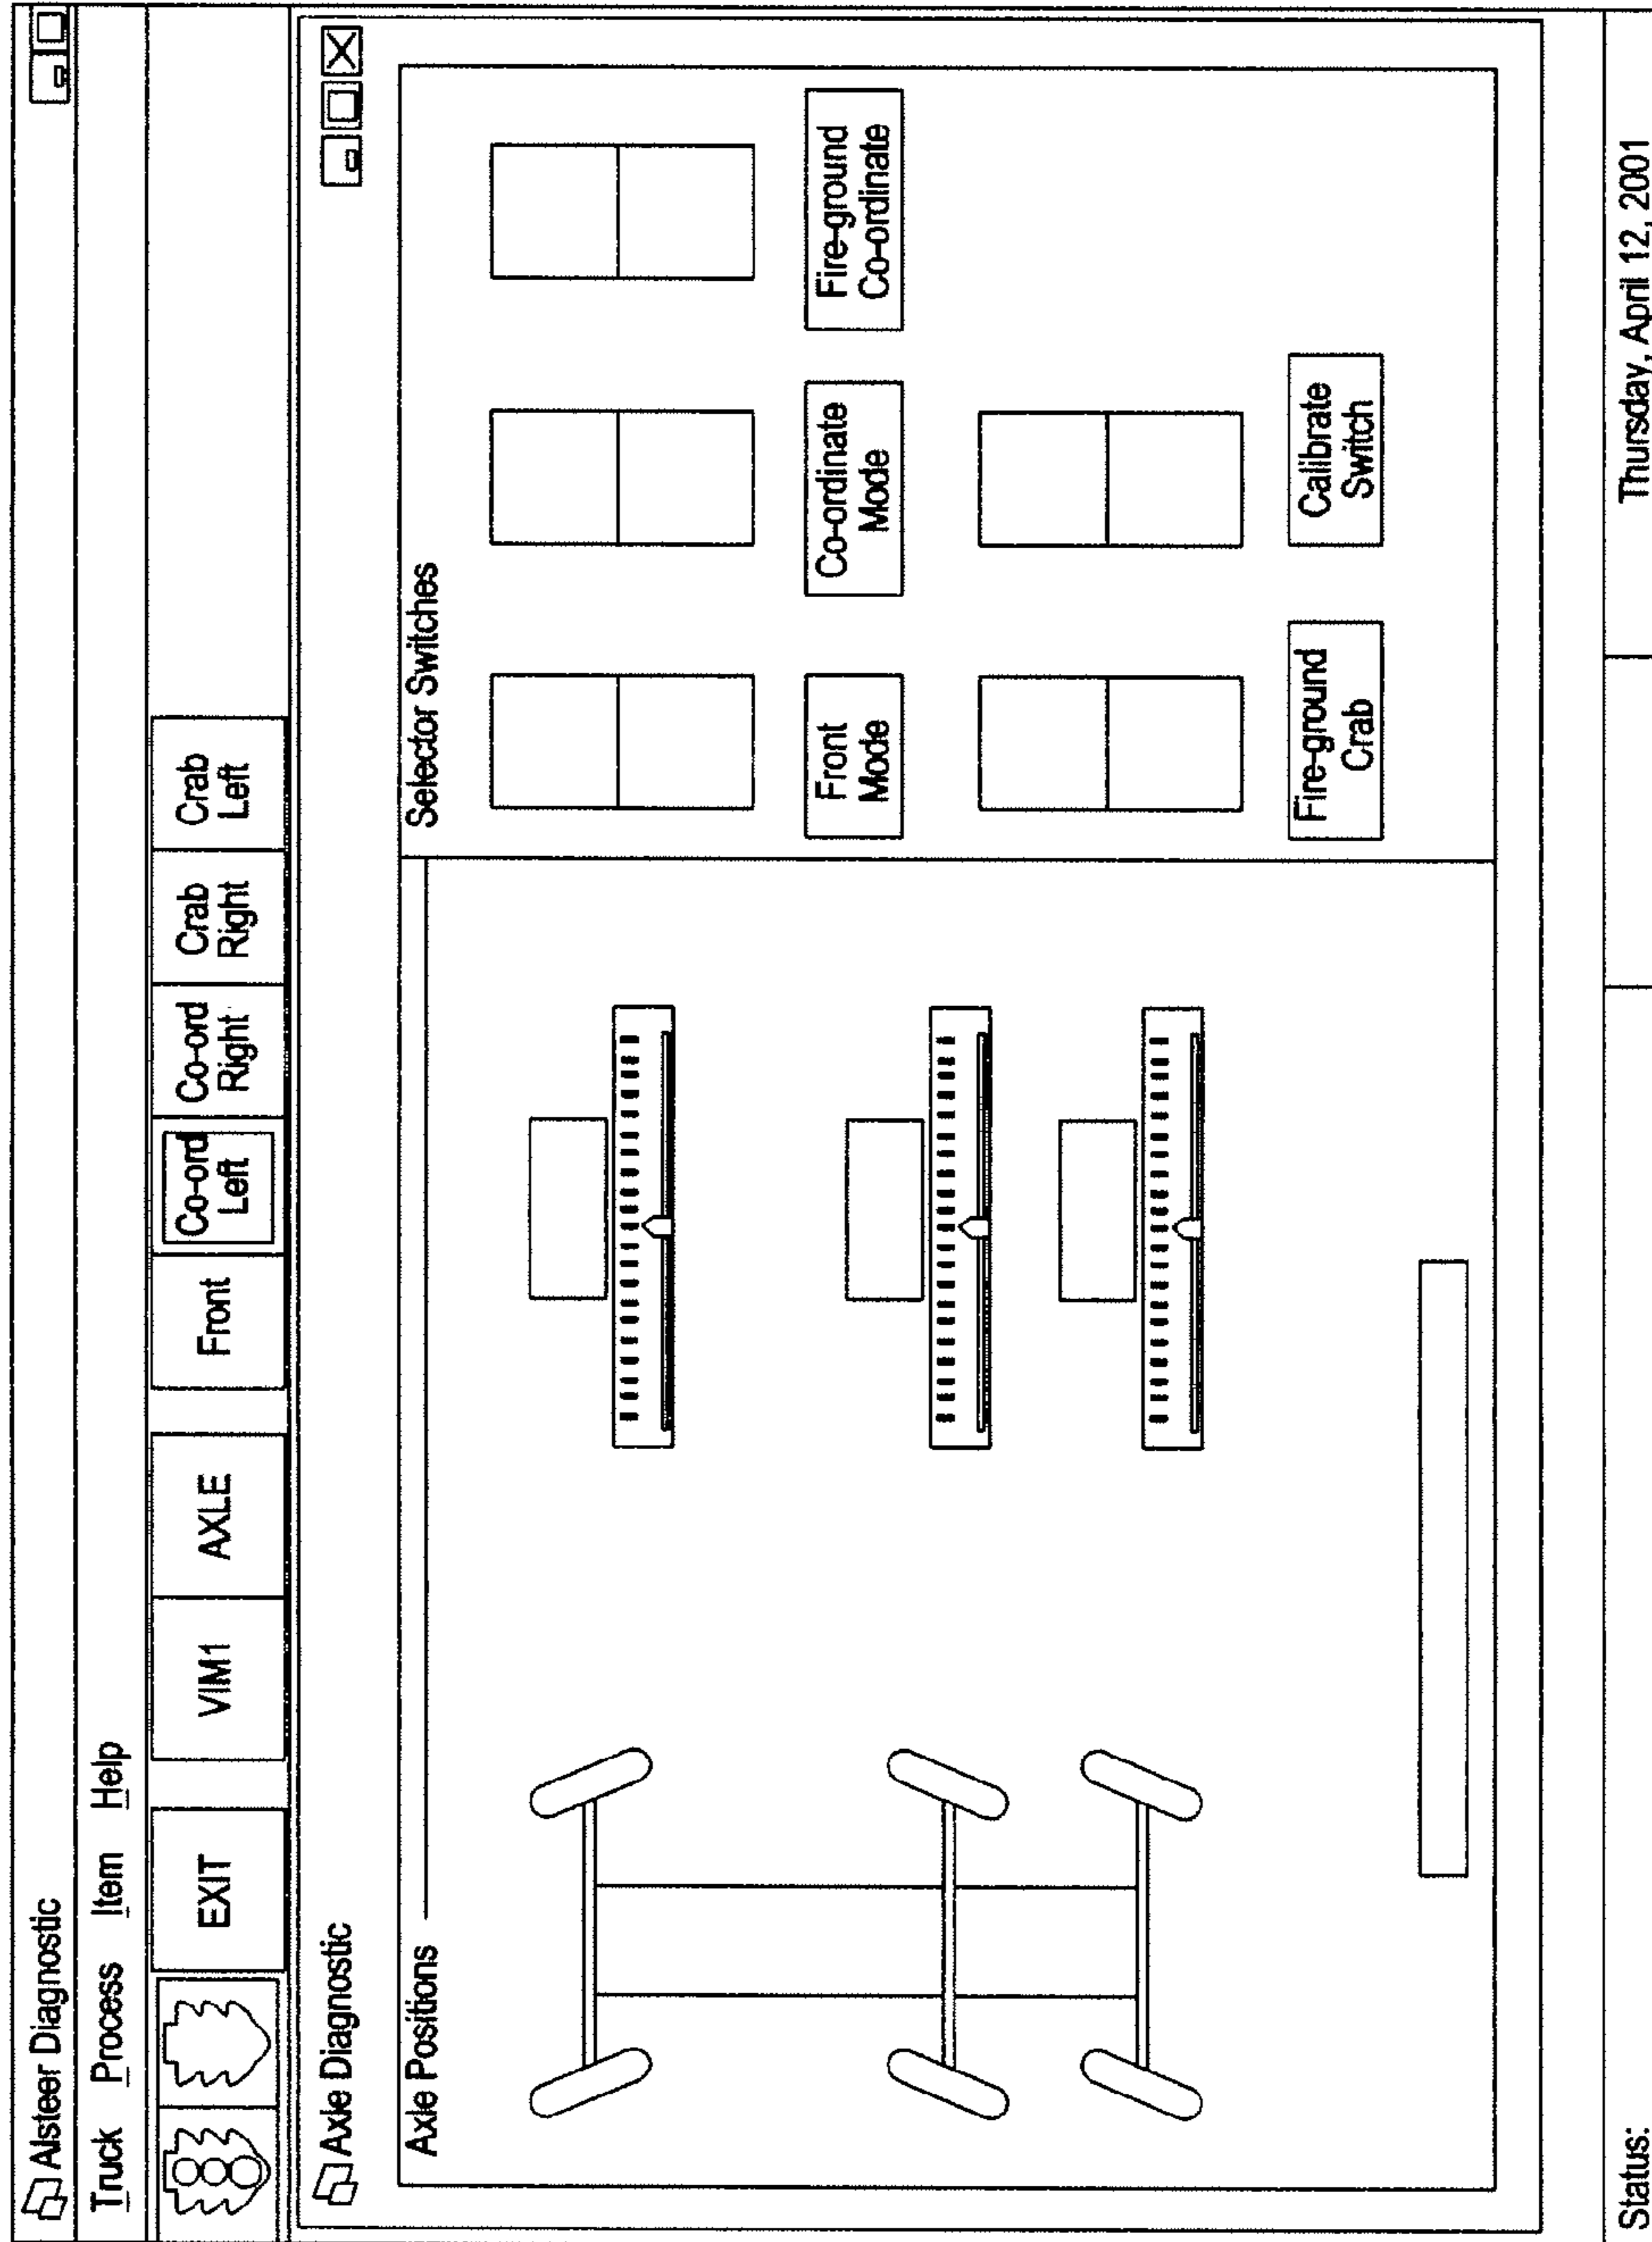 Alsteer Diagnostic
Truck Process Item Help
EXIT VIM1 AXLE Front Co-ord Left Co-ord Right Crab Right Crab Left
Axle Diagnostic
Axle Positions
Selector Switches
Front
Mode
Co-ordinate
Mode
Fire-ground
Co-ordinate
Fire-ground
Crab
Calibrate
Switch
Status:
Thursday, April 12, 2001